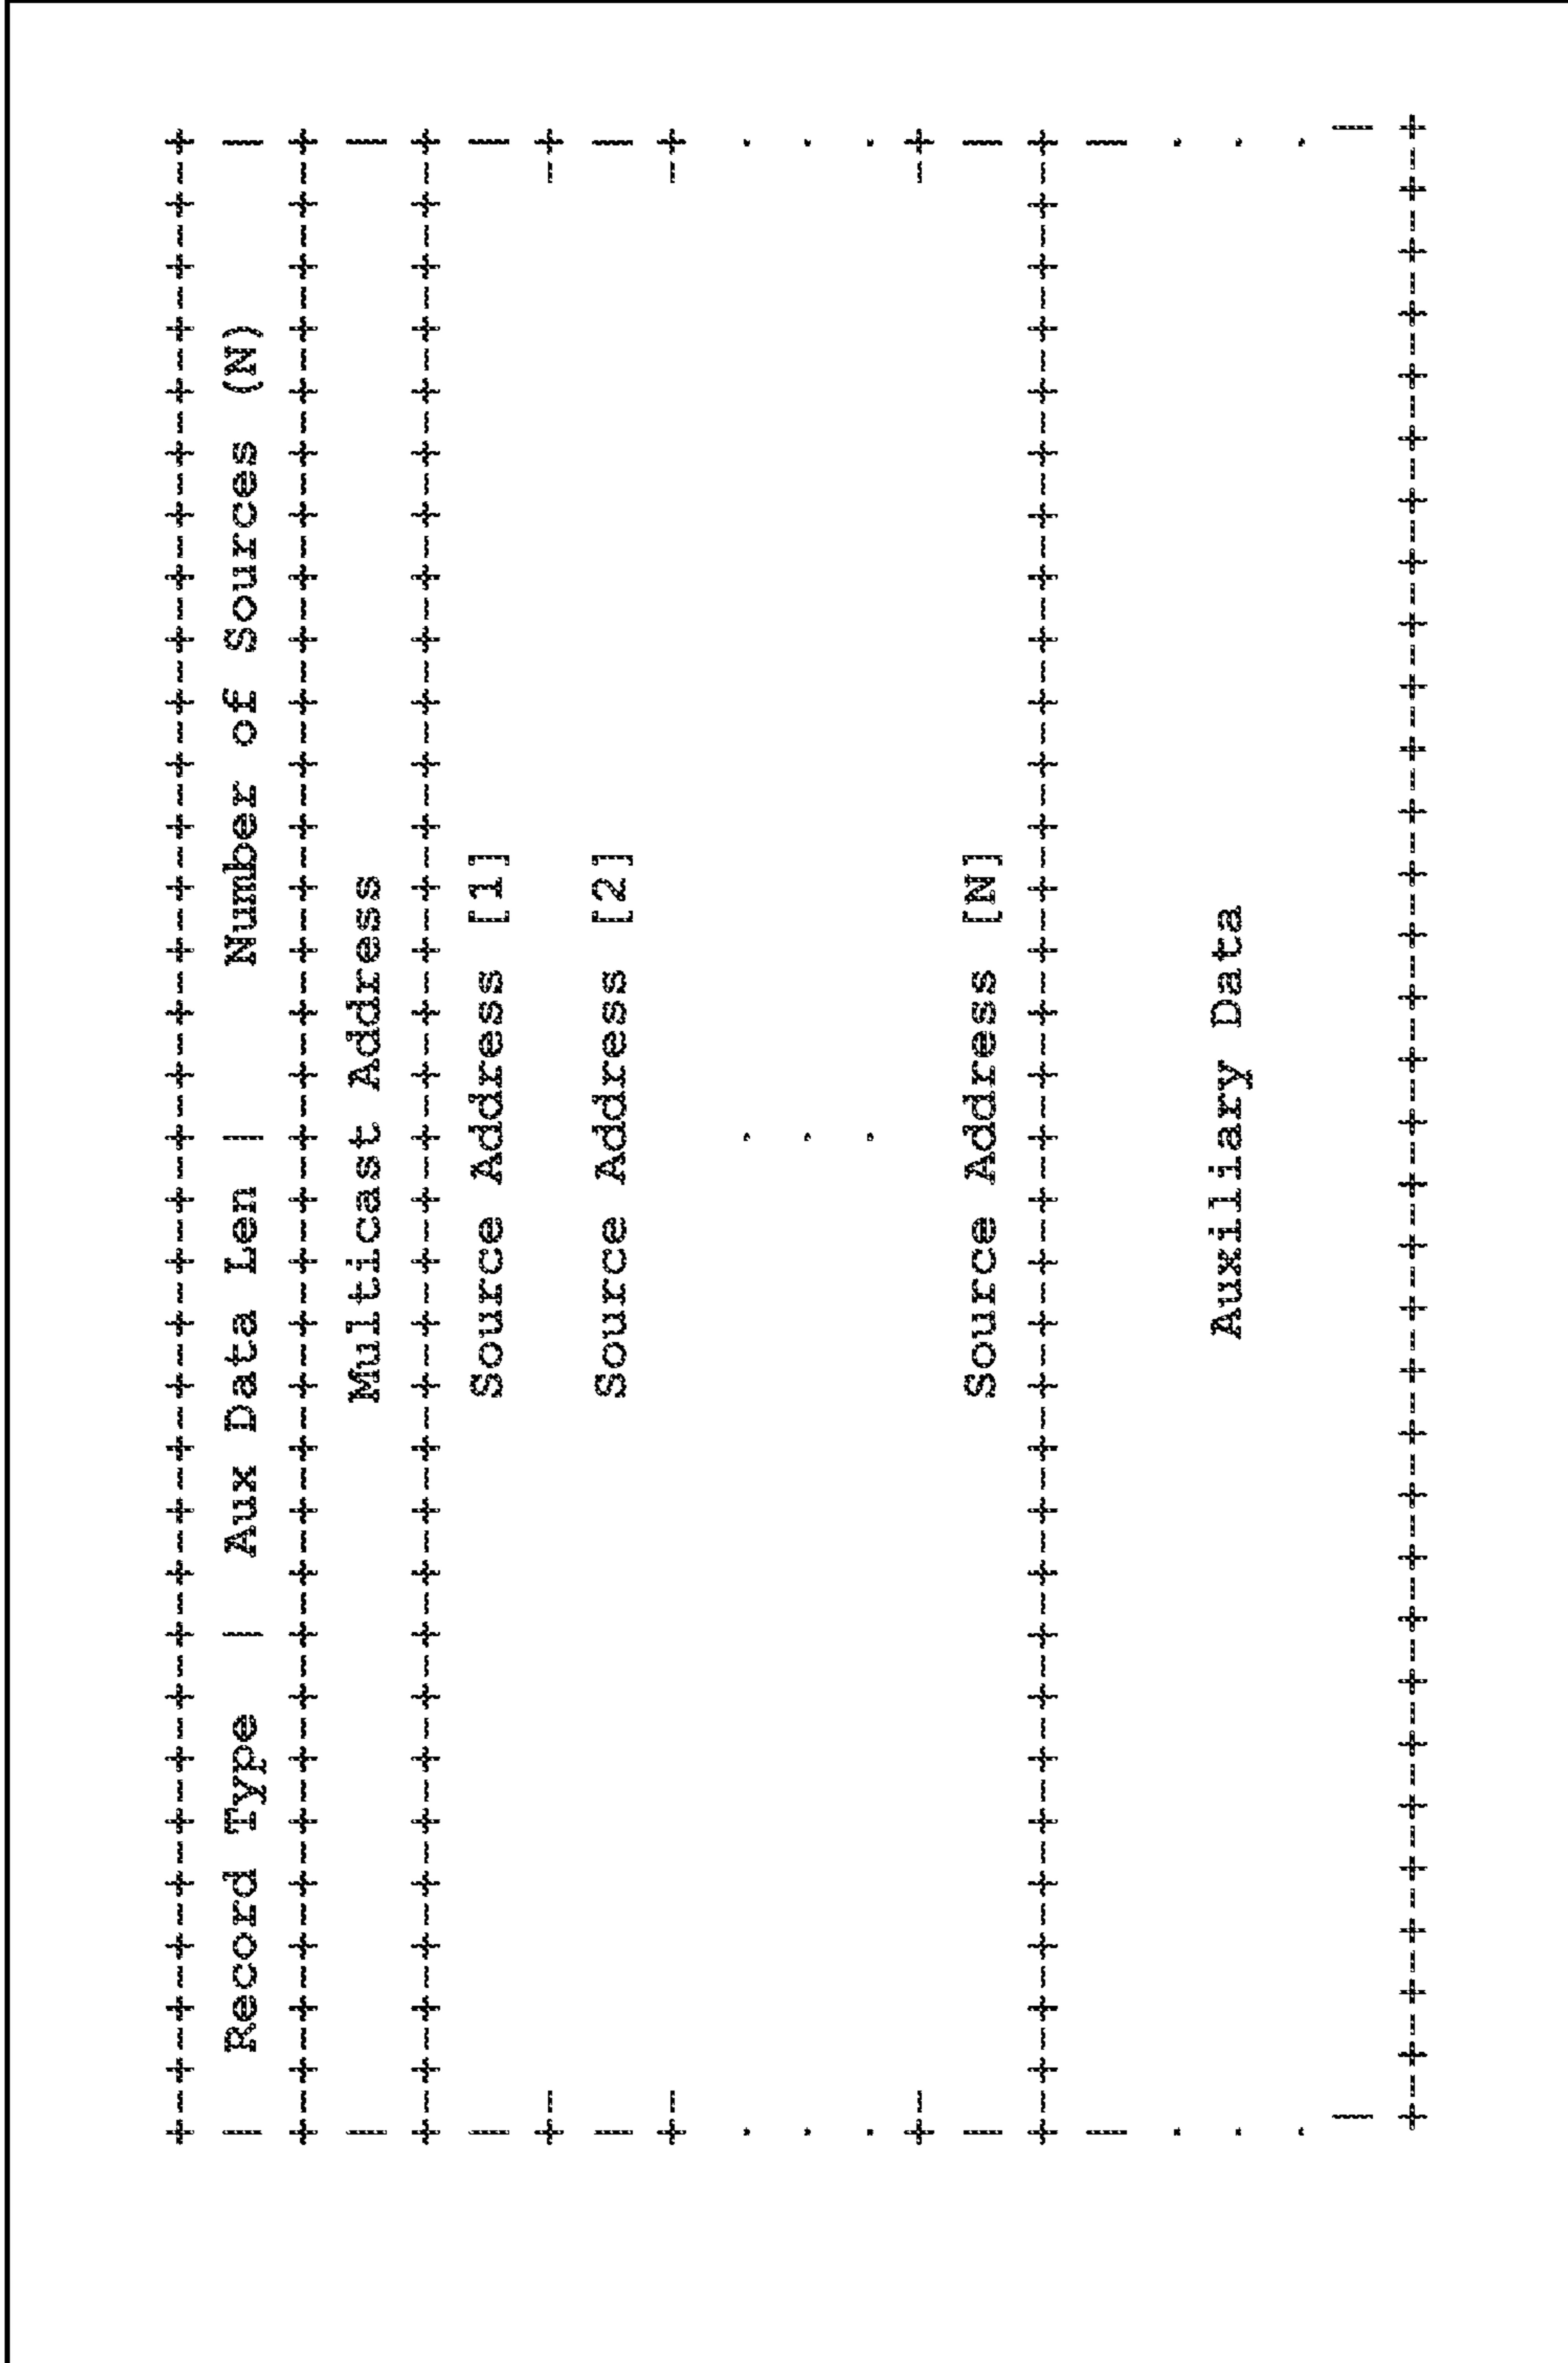 | Record Type | Aux Data Len | Number of Sources (N) |
| Multicast Address |
| Source Address [1] |
| Source Address [2] |
. . .
. . .
. . .
| Source Address [N] |
Auxiliary Data